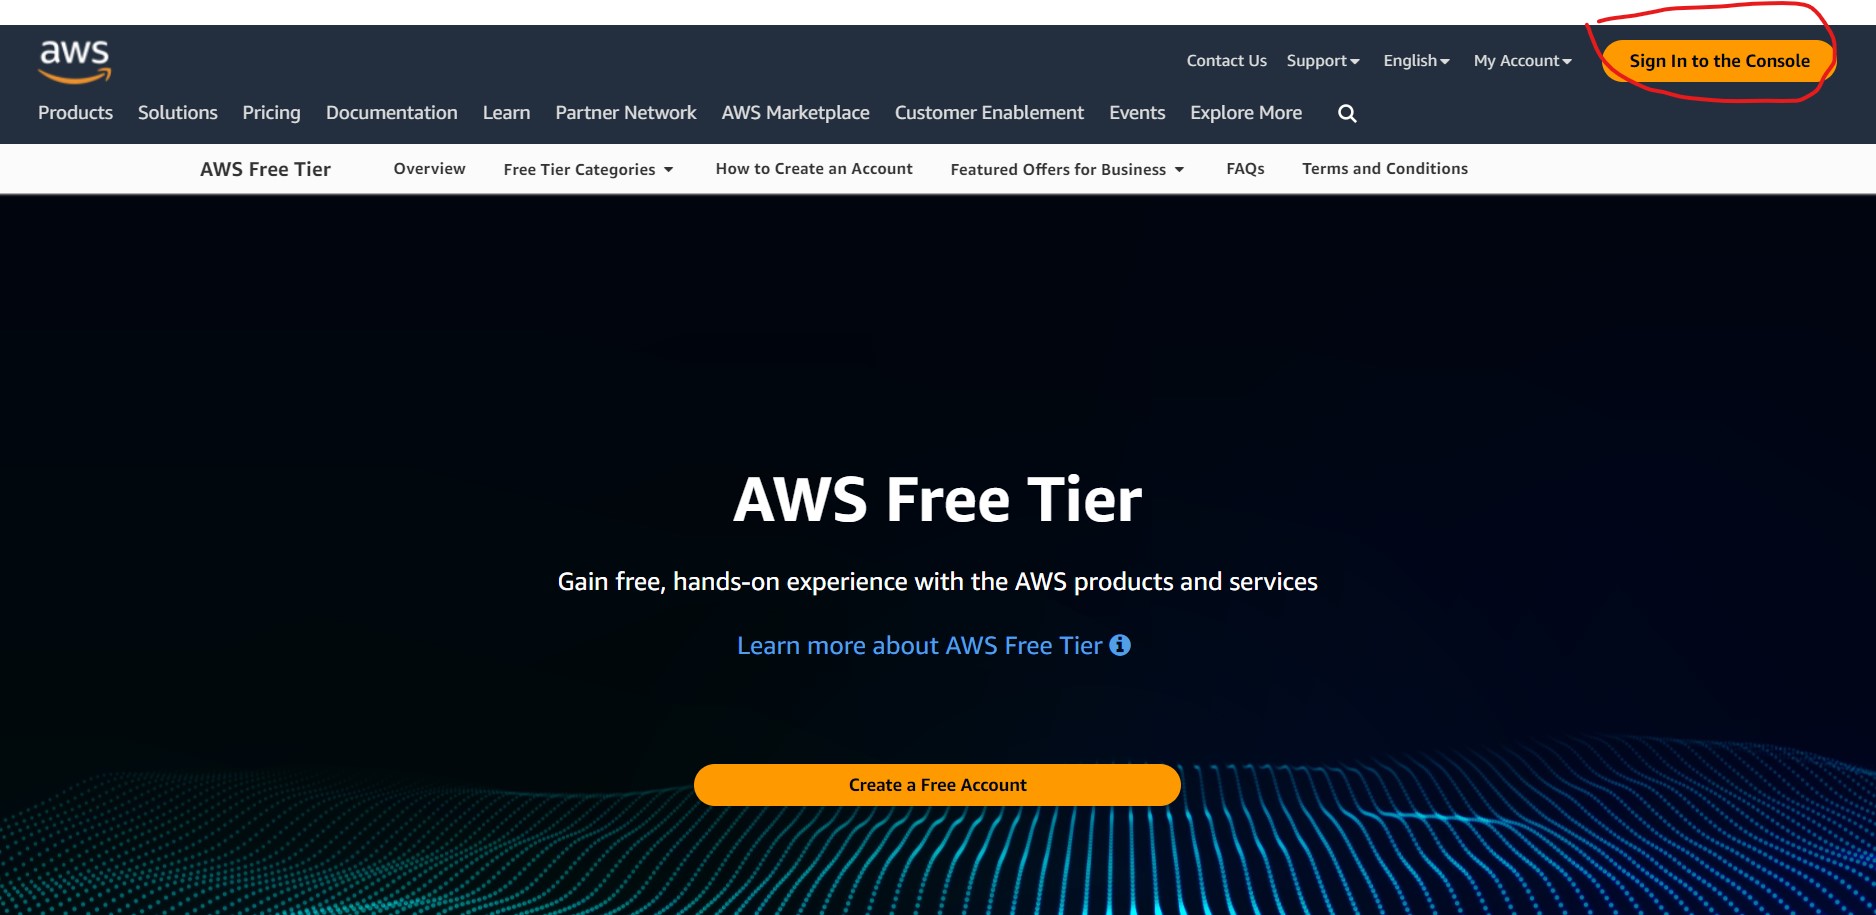 aws
Contact Us Support English My Account Sign In to the Console
Products Solutions Pricing Documentation Learn Partner Network AWS Marketplace Customer Enablement Events Explore More
AWS Free Tier Overview Free Tier Categories How to Create an Account Featured Offers for Business FAQs Terms and Conditions
AWS Free Tier
Gain free, hands-on experience with the AWS products and services
Learn more about AWS Free Tier
Create a Free Account